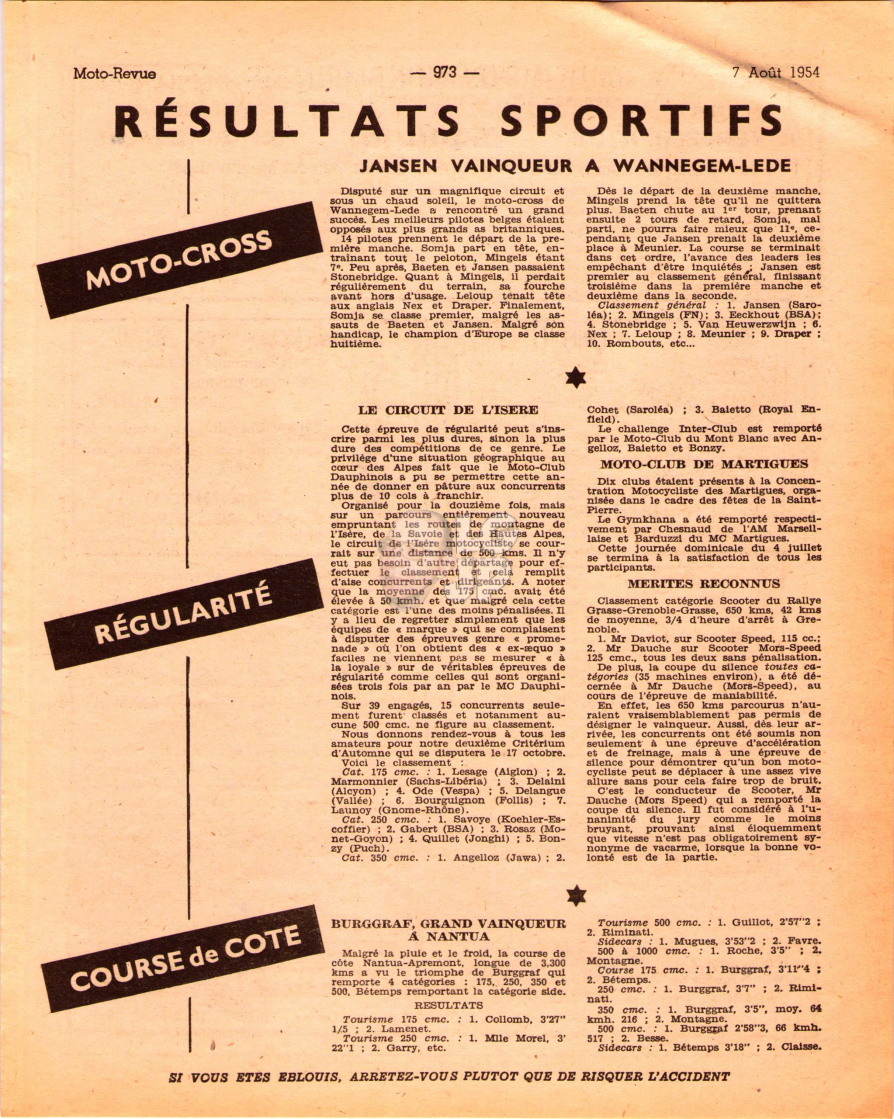 Moto-Revue
— 973 —
7 Août 1954
RÉSULTATS SPORTIFS
MOTO-CROSS
JANSEN VAINQUEUR A WANNEGEM-LEDE
Disputé sur un magnifique circuit et
sous un chaud soleil, le moto-cross de
Wannegem-Lede a rencontré un grand
succès. Les meilleurs pilotes belges étaient
opposés aux plus grands as britanniques.
14 pilotes prennent le départ de la pre-
mière manche. Somja part en tête, en-
traînant tout le peloton, Mingels étant
7e. Peu après, Baeten et Jansen passaient
Stonebridge. Quant à Mingels, il perdait
régulièrement du terrain, sa fourche
avant hors d'usage. Leloup tenait tête
aux anglais Nex et Draper. Finalement,
Somja se classe premier, malgré les as-
sauts de Baeten et Jansen. Malgré son
handicap, le champion d'Europe se classe
huitième.
Dès le départ de la deuxième manche,
Mingels prend la tête qu'il ne quittera
plus. Baeten chute au 1er tour, prenant
ensuite 2 tours de retard, Somja, mal
parti, ne pourra faire mieux que 11e, ce-
pendant que Jansen prenait la deuxième
place à Meunier. La course se terminait
dans cet ordre, l'avance des leaders les
empêchant d'être inquiétés ; Jansen est
premier au classement général, finissant
troisième dans la première manche et
deuxième dans la seconde.
Classement général : 1. Jansen (Saro-
léa); 2. Mingels (FN); 3. Eeckhout (BSA);
4. Stonebridge ; 5. Van Heuwerzwijn ; 6.
Nex ; 7. Leloup ; 8. Meunier ; 9. Draper ;
10. Rombouts, etc...
RÉGULARITÉ
LE CIRCUIT DE L'ISERE
Cette épreuve de régularité peut s'ins-
crire parmi les plus dures, sinon la plus
dure des compétitions de ce genre. Le
privilège d'une situation géographique au
cœur des Alpes fait que le Moto-Club
Dauphinois a pu se permettre cette an-
née de donner en pâture aux concurrents
plus de 10 cols à franchir.
Organisé pour la douzième fois, mais
sur un parcours entièrement nouveau
empruntant les routes de montagne de
l'Isère, de la Savoie et des Hautes Alpes,
le circuit de l'Isère motocycliste se cour-
rait sur une distance de 500 kms. Il n'y
eut pas besoin d'autre départage pour ef-
fectuer le classement et cela remplit
d'aise concurrents et dirigeants. A noter
que la moyenne des 175 cmc. avait été
élevée à 50 kmh. et que malgré cela cette
catégorie est l'une des moins pénalisées. Il
y a lieu de regretter simplement que les
équipes de « marque » qui se complaisent
à disputer des épreuves genre « prome-
nade » où l'on obtient des « ex-æquo »
faciles ne viennent pas se mesurer « à
la loyale » sur de véritables épreuves de
régularité comme celles qui sont organi-
sées trois fois par an par le MC Dauphi-
nois.
Sur 39 engagés, 15 concurrents seule-
ment furent classés et notamment au-
cune 500 cmc. ne figure au classement.
Nous donnons rendez-vous à tous les
amateurs pour notre deuxième Critérium
d'Automne qui se disputera le 17 octobre.
Voici le classement :
Cat. 175 cmc. : 1. Lesage (Aiglon) ; 2.
Marmonnier (Sachs-Libéria) ; 3. Delaini
(Alcyon) ; 4. Ode (Vespa) ; 5. Delangue
(Vallée) ; 6. Bourguignon (Follis) ; 7.
Launoy (Gnome-Rhône).
Cat. 250 cmc. : 1. Savoye (Koehler-Es-
coffier) ; 2. Gabert (BSA) ; 3. Rosaz (Mo-
net-Goyon) ; 4. Quillet (Jonghi) ; 5. Bon-
zy (Puch).
Cat. 350 cmc. : 1. Angelloz (Jawa) ; 2.
Cohet (Saroléa) ; 3. Baietto (Royal En-
field).
Le challenge Inter-Club est remporté
par le Moto-Club du Mont Blanc avec An-
gelloz, Baietto et Bonzy.
MOTO-CLUB DE MARTIGUES
Dix clubs étaient présents à la Concen-
tration Motocycliste des Martigues, orga-
nisée dans le cadre des fêtes de la Saint-
Pierre.
Le Gymkhana a été remporté respecti-
vement par Chesnaud de l'AM Marseil-
laise et Barduzzi du MC Martigues.
Cette journée dominicale du 4 juillet
se termina à la satisfaction de tous les
participants.
MERITES RECONNUS
Classement catégorie Scooter du Rallye
Grasse-Grenoble-Grasse, 650 kms, 42 kms
de moyenne, 3/4 d'heure d'arrêt à Gre-
noble.
1. Mr Daviot, sur Scooter Speed, 115 cc.;
2. Mr Dauche sur Scooter Mors-Speed
125 cmc., tous les deux sans pénalisation.
De plus, la coupe du silence toutes ca-
tégories (35 machines environ), a été dé-
cernée à Mr Dauche (Mors-Speed), au
cours de l'épreuve de maniabilité.
En effet, les 650 kms parcourus n'au-
raient vraisemblablement pas permis de
désigner le vainqueur. Aussi, dès leur ar-
rivée, les concurrents ont été soumis non
seulement à une épreuve d'accélération
et de freinage, mais à une épreuve de
silence pour démontrer qu'un bon moto-
cycliste peut se déplacer à une assez vive
allure sans pour cela faire trop de bruit.
C'est le conducteur de Scooter, Mr
Dauche (Mors Speed) qui a remporté la
coupe du silence. Il fut considéré à l'u-
nanimité du jury comme le moins
bruyant, prouvant ainsi éloquemment
que vitesse n'est pas obligatoirement sy-
nonyme de vacarme, lorsque la bonne vo-
lonté est de la partie.
COURSE de COTE
BURGGRAF, GRAND VAINQUEUR
A NANTUA
Malgré la pluie et le froid, la course de
côte Nantua-Apremont, longue de 3,300
kms a vu le triomphe de Burggraf qui
remporte 4 catégories : 175, 250, 350 et
500, Bétemps remportant la catégorie side.
RESULTATS
Tourisme 175 cmc. : 1. Collomb, 3'27"
1/5 ; 2. Lamenet.
Tourisme 250 cmc. : 1. Mlle Morel, 3'
22"1 ; 2. Garry, etc.
Tourisme 500 cmc. : 1. Guillot, 2'57"2 ;
2. Riminati.
Sidecars : 1. Mugues, 3'53"2 ; 2. Favre.
500 à 1000 cmc. : 1. Roche, 3'5" ; 2.
Montagne.
Course 175 cmc. : 1. Burggraf, 3'11"4 ;
2. Bétemps.
250 cmc. : 1. Burggraf, 3'7" ; 2. Rimi-
nati.
350 cmc. : 1. Burggraf, 3'5", moy. 64
kmh. 216 ; 2. Montagne.
500 cmc. : 1. Burggraf 2'58"3, 66 kmh.
517 ; 2. Besse.
Sidecars : 1. Bétemps 3'18" ; 2. Claisse.
SI VOUS ETES EBLOUIS, ARRETEZ-VOUS PLUTOT QUE DE RISQUER L'ACCIDENT